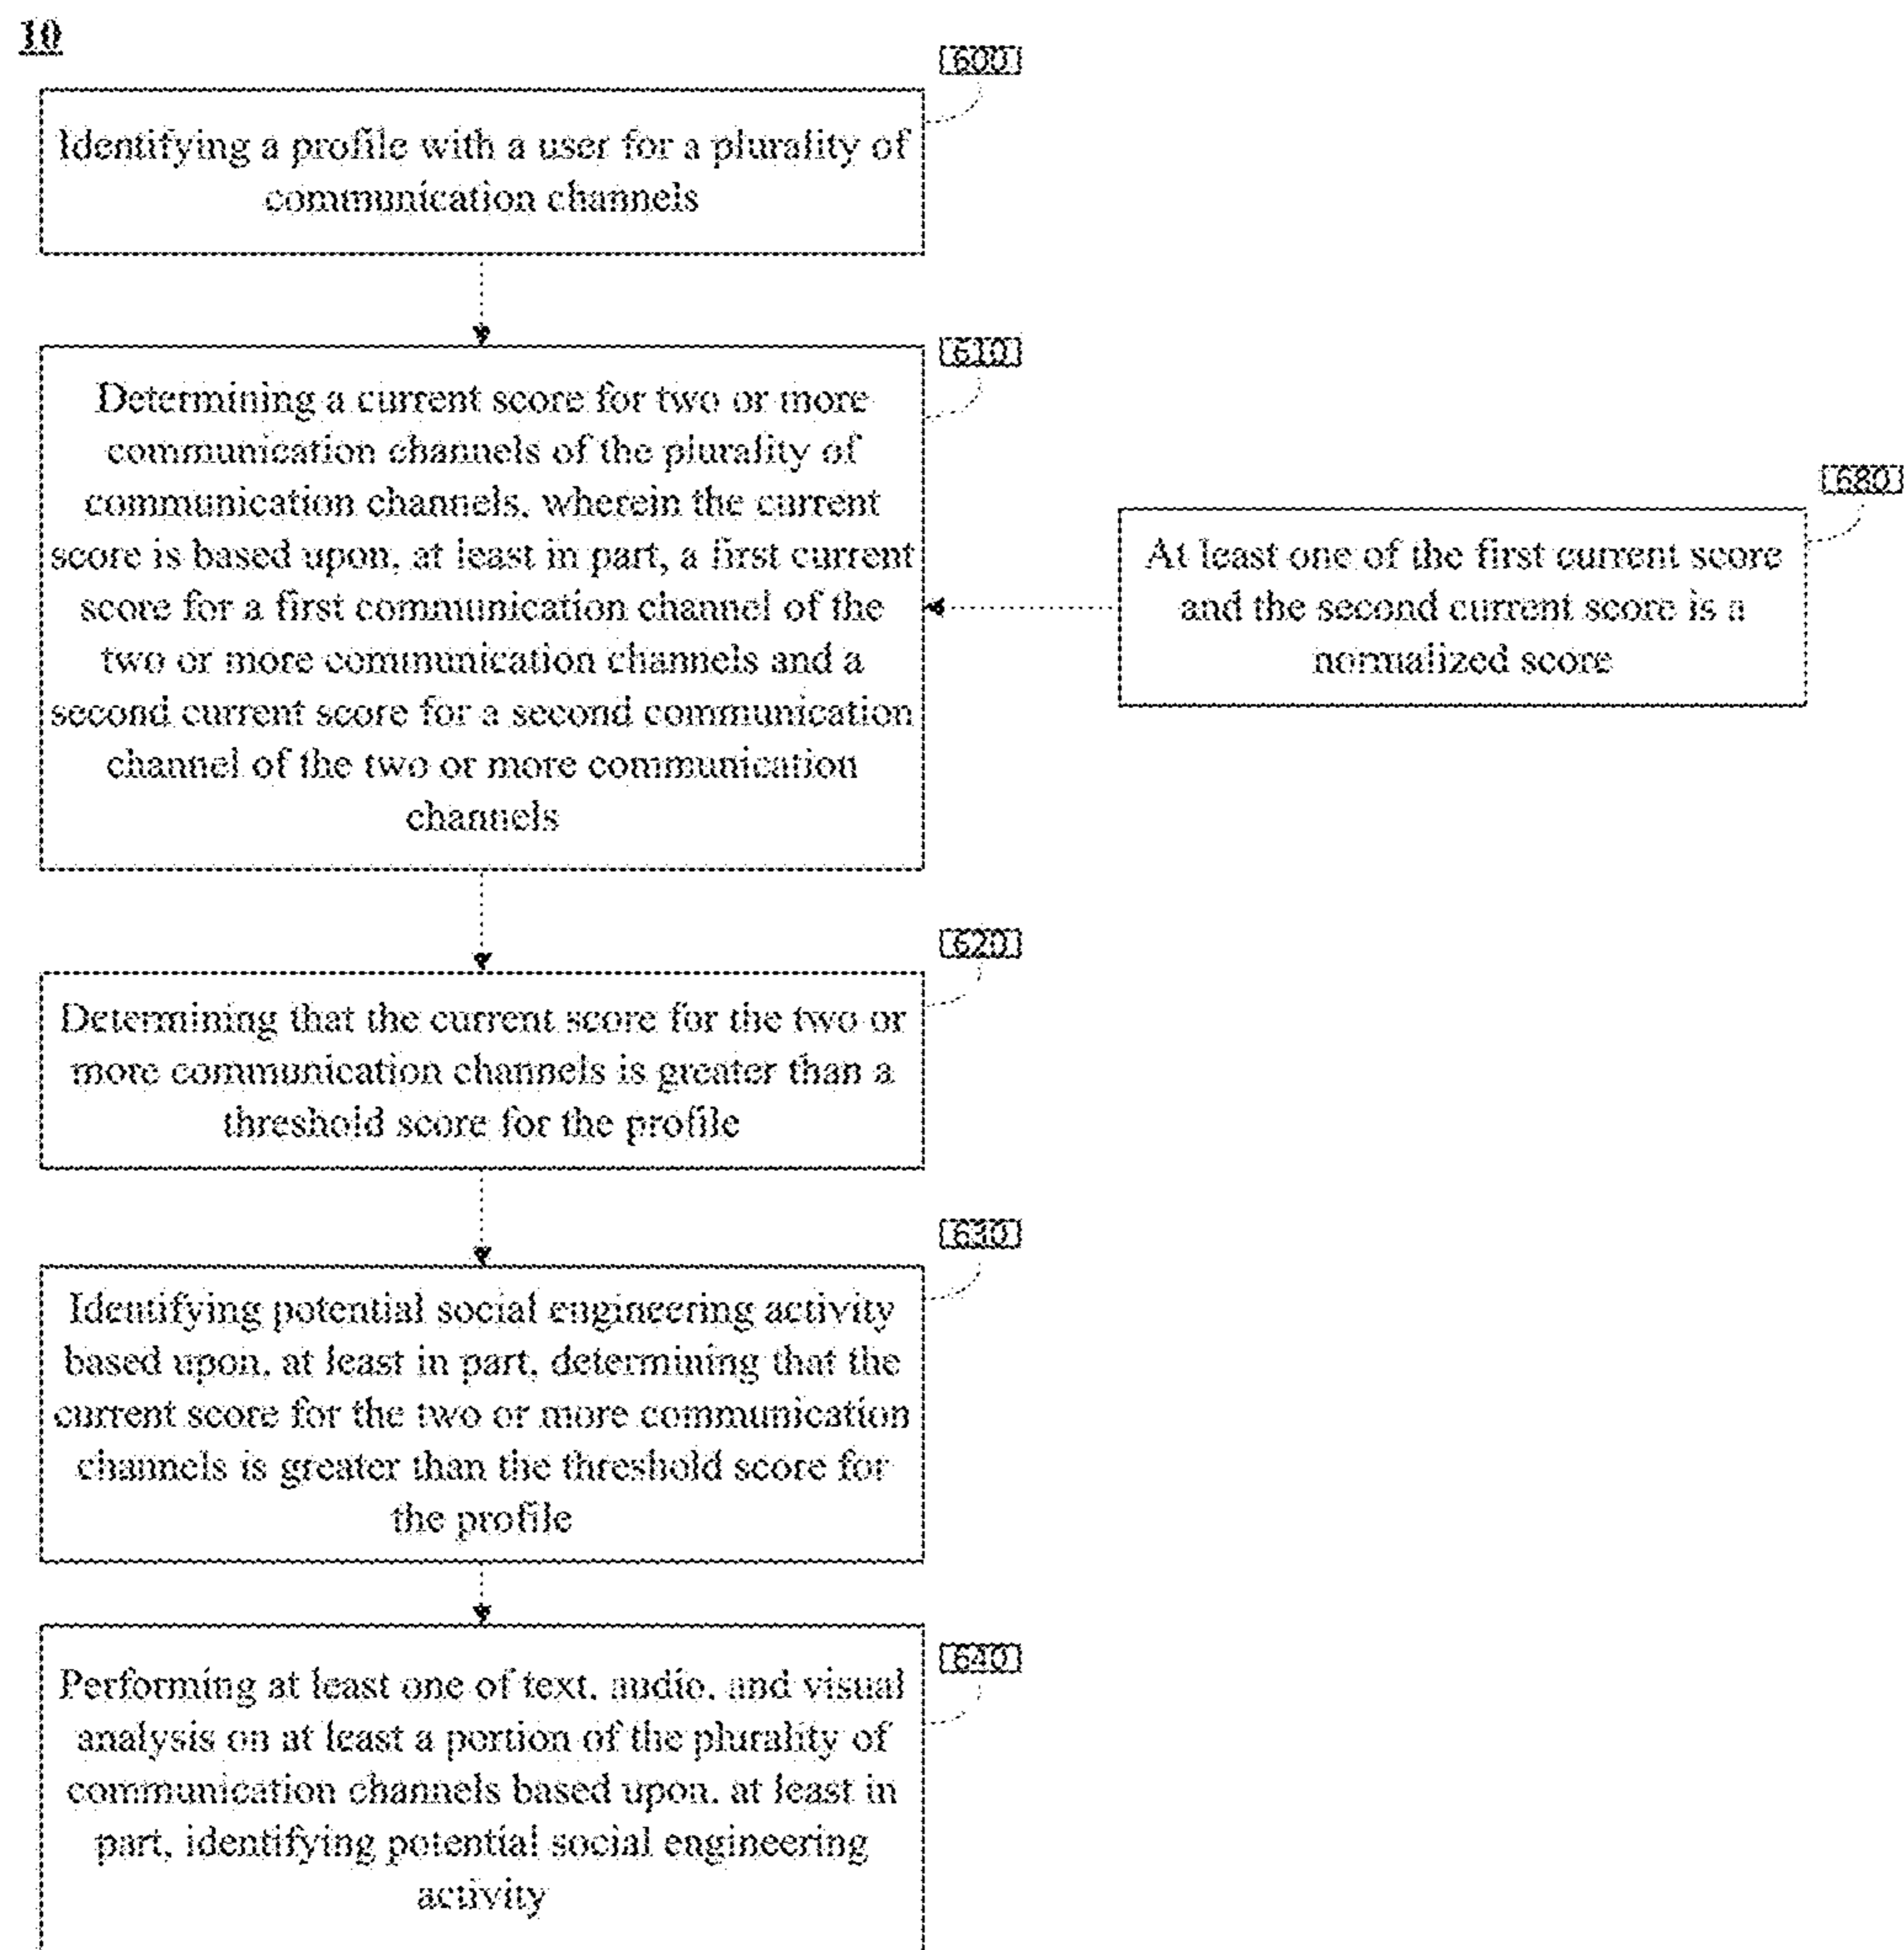 10
600
Identifying a profile with a user for a plurality of
communication channels
610
Determining a current score for two or more
communication channels of the plurality of
communication channels, wherein the current
score is based upon, at least in part, a first current
score for a first communication channel of the
two or more communication channels and a
second current score for a second communication
channel of the two or more communication
channels
680
At least one of the first current score
and the second current score is a
normalized score
620
Determining that the current score for the two or
more communication channels is greater than a
threshold score for the profile
630
Identifying potential social engineering activity
based upon, at least in part, determining that the
current score for the two or more communication
channels is greater than the threshold score for
the profile
640
Performing at least one of text, audio, and visual
analysis on at least a portion of the plurality of
communication channels based upon, at least in
part, identifying potential social engineering
activity